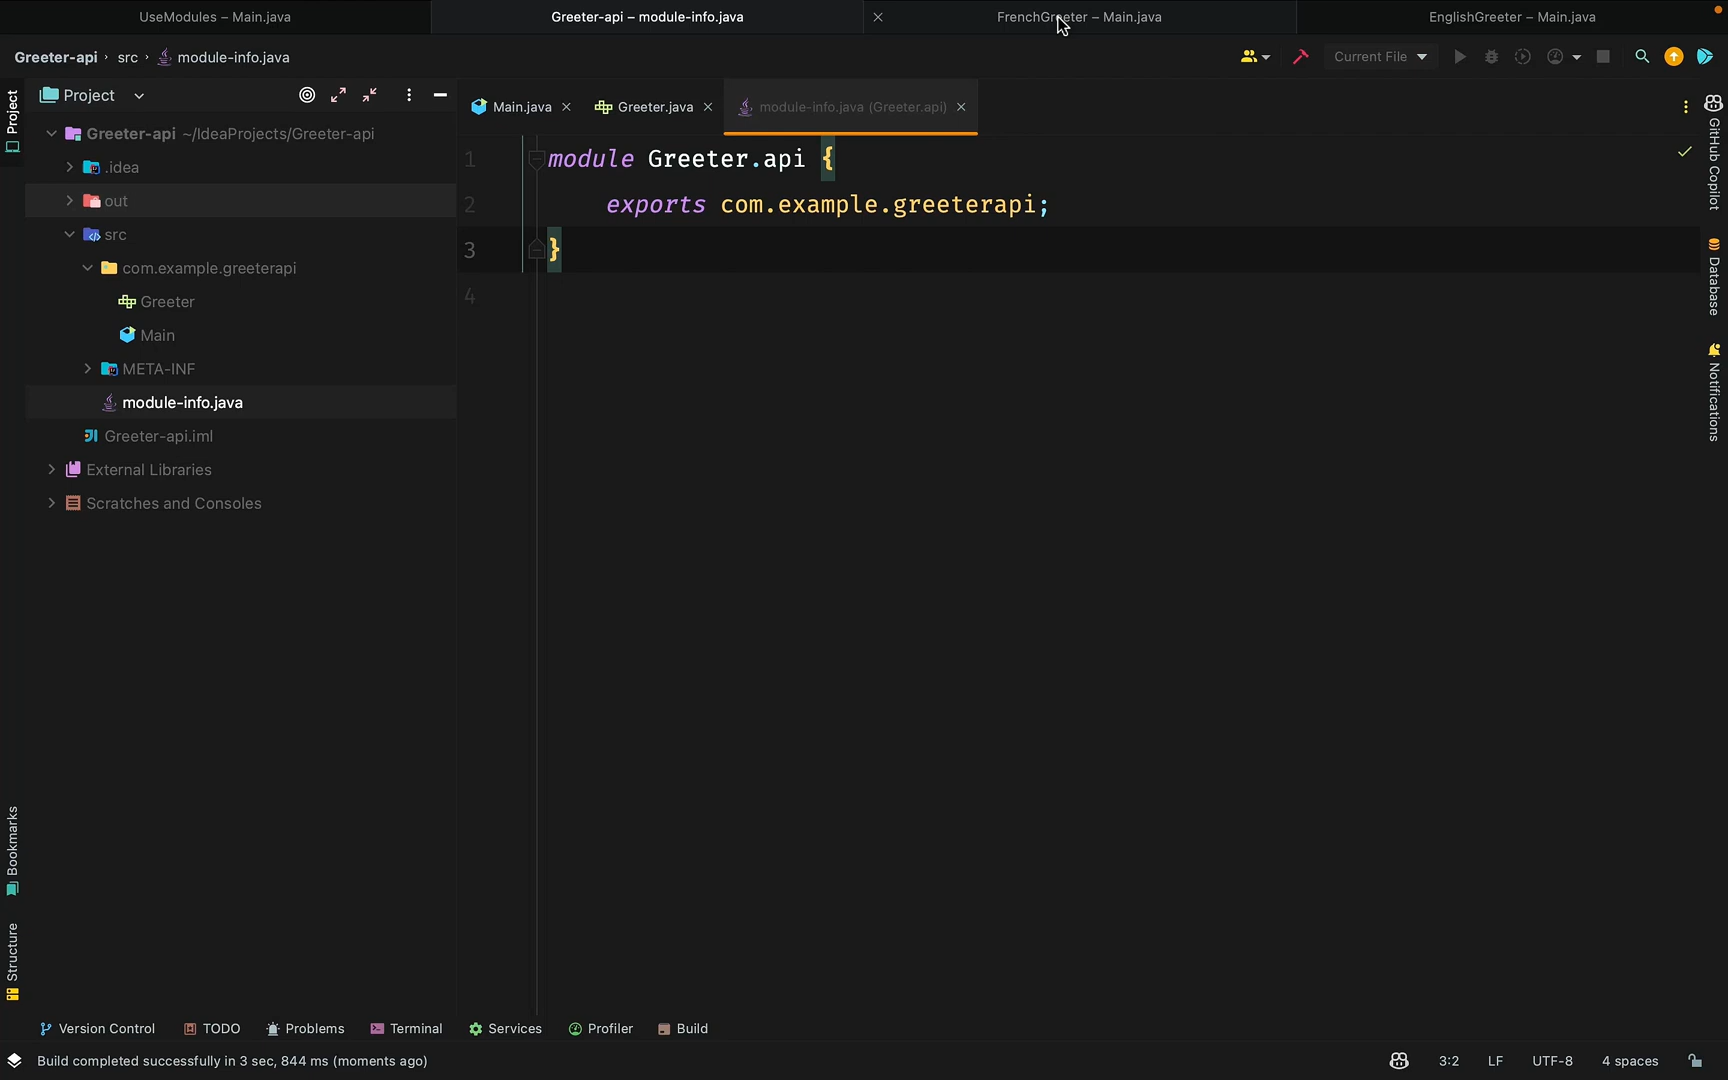 UseModules – Main.java
Greeter-api – module-info.java
FrenchGreeter – Main.java
EnglishGreeter – Main.java
Greeter-api
src
module-info.java
Current File
Project
Project
Main.java
Greeter.java
module-info.java (Greeter.api)
Greeter-api ~/IdeaProjects/Greeter-api
.idea
out
src
com.example.greeterapi
Greeter
Main
META-INF
module-info.java
Greeter-api.iml
External Libraries
Scratches and Consoles
1 module Greeter.api {
2 exports com.example.greeterapi;
3 }
4
GitHub Copilot
Database
Notifications
Bookmarks
Structure
Version Control
TODO
Problems
Terminal
Services
Profiler
Build
Build completed successfully in 3 sec, 844 ms (moments ago)
3:2
LF
UTF-8
4 spaces